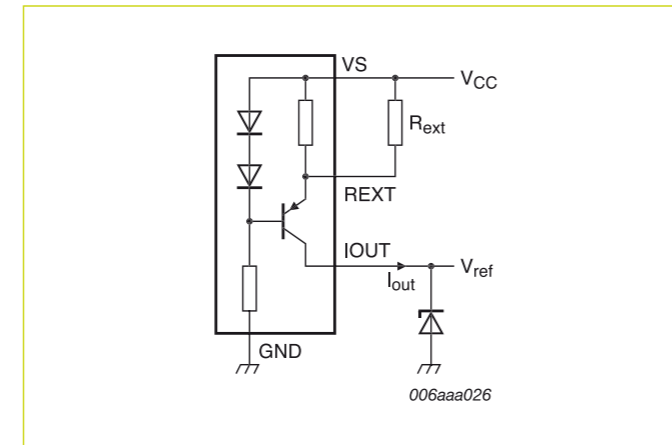 VS
V_CC
R_ext
REXT
IOUT
I_out
V_ref
GND
006aaa026